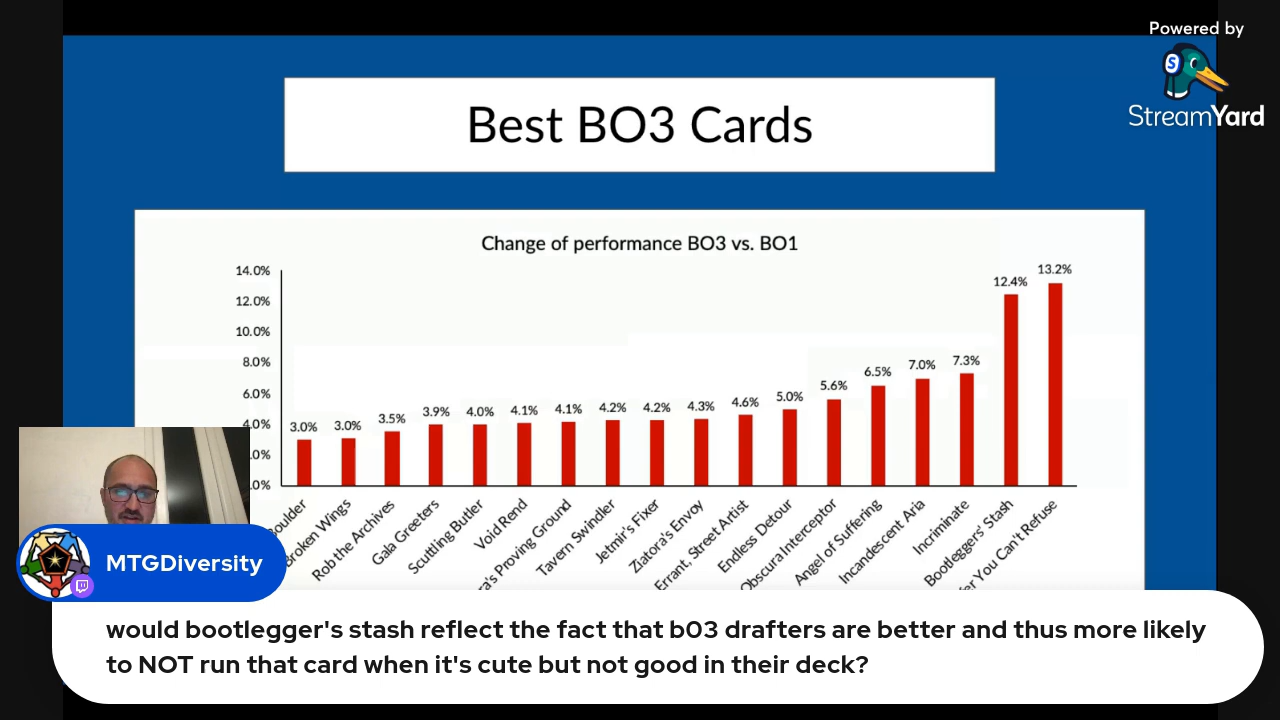 Powered by
StreamYard
Best BO3 Cards
Change of performance BO3 vs. BO1
14.0%
12.0%
10.0%
8.0%
6.0%
4.0%
.0%
.0%
3.0%
3.0%
3.5%
3.9%
4.0%
4.1%
4.1%
4.2%
4.2%
4.3%
4.6%
5.0%
5.6%
6.5%
7.0%
7.3%
12.4%
13.2%
Broken Wings
Rob the Archives
Gala Greeters
Scuttling Butler
Void Rend
Proving Ground
Tavern Swindler
Jetmir's Fixer
Ziatora's Envoy
Errant, Street Artist
Endless Detour
Obscura Interceptor
Angel of Suffering
Incandescent Aria
Incriminate
Bootleggers' Stash
You Can't Refuse
MTGDiversity
would bootlegger's stash reflect the fact that b03 drafters are better and thus more likely
to NOT run that card when it's cute but not good in their deck?